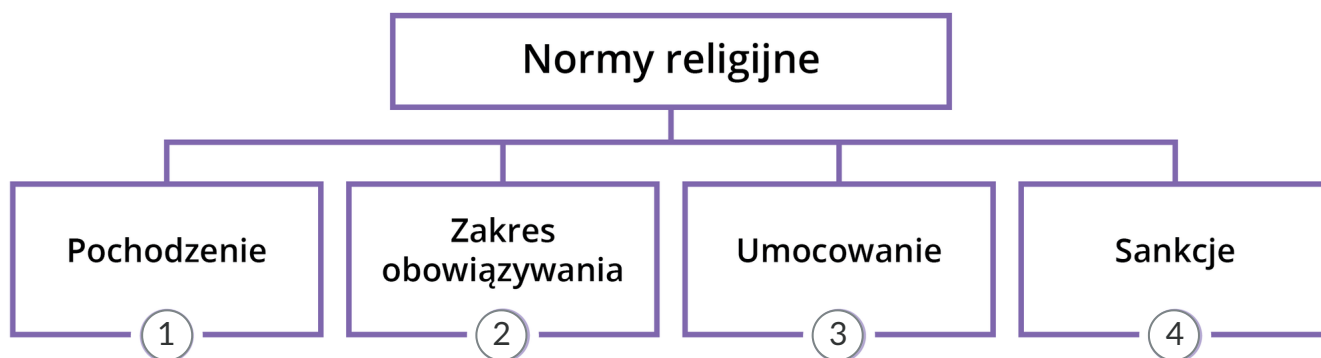 Normy religijne
Pochodzenie
Zakres
obowiązywania
Umocowanie
Sankcje
1
2
3
4